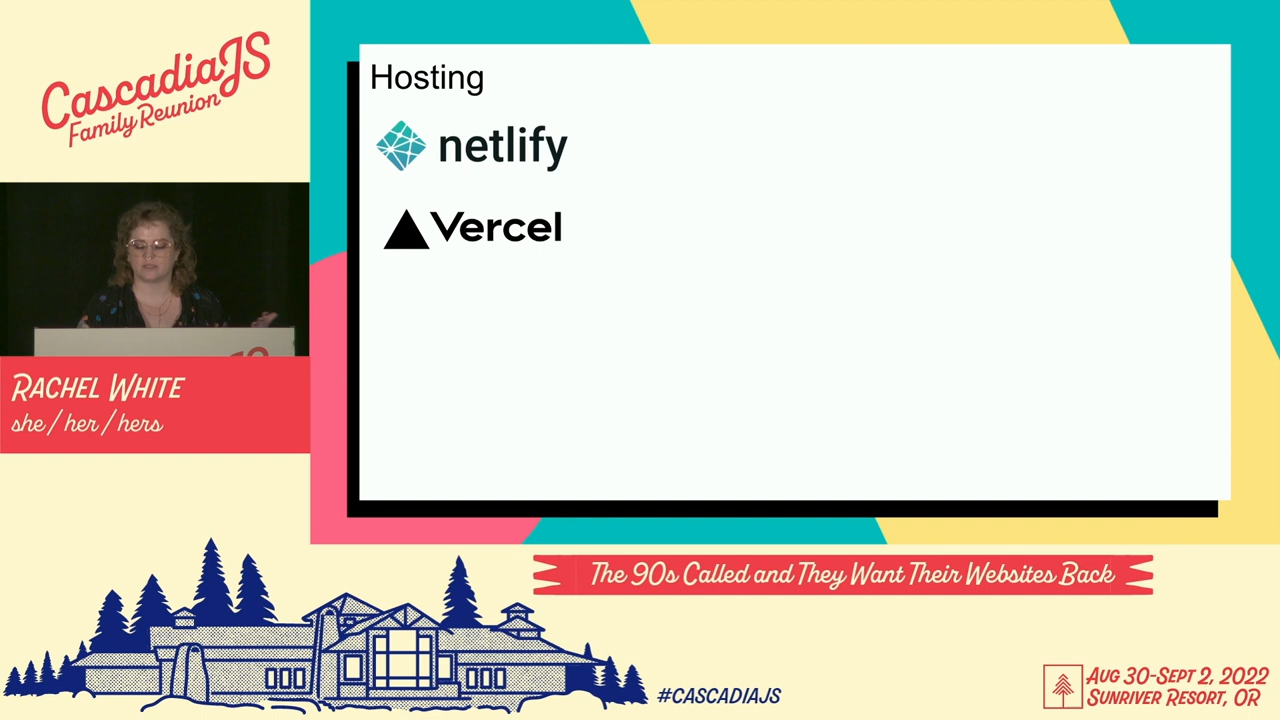 CascadiaJS
Family Reunion
Hosting
netlify
Vercel
RACHEL WHITE
she / her / hers
The 90s Called and They Want Their Websites Back
#CASCADIAJS
AUG 30-SEPT 2, 2022
SUNRIVER RESORT, OR